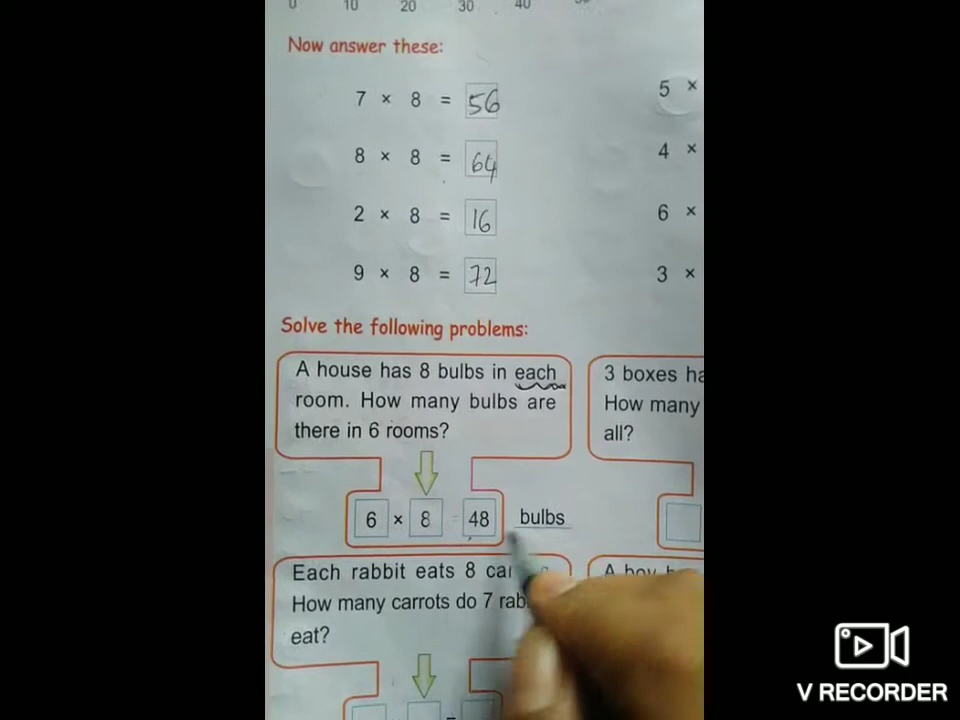 0 10 20 30 40
Now answer these:
7 × 8 = 56
5 ×
8 × 8 = 64
4 ×
2 × 8 = 16
6 ×
9 × 8 = 72
3 ×
Solve the following problems:
A house has 8 bulbs in each
room. How many bulbs are
there in 6 rooms?
3 boxes ha
How many
all?
6 × 8 = 48 bulbs
Each rabbit eats 8 car
How many carrots do 7 rab
eat?
A boy h
V RECORDER